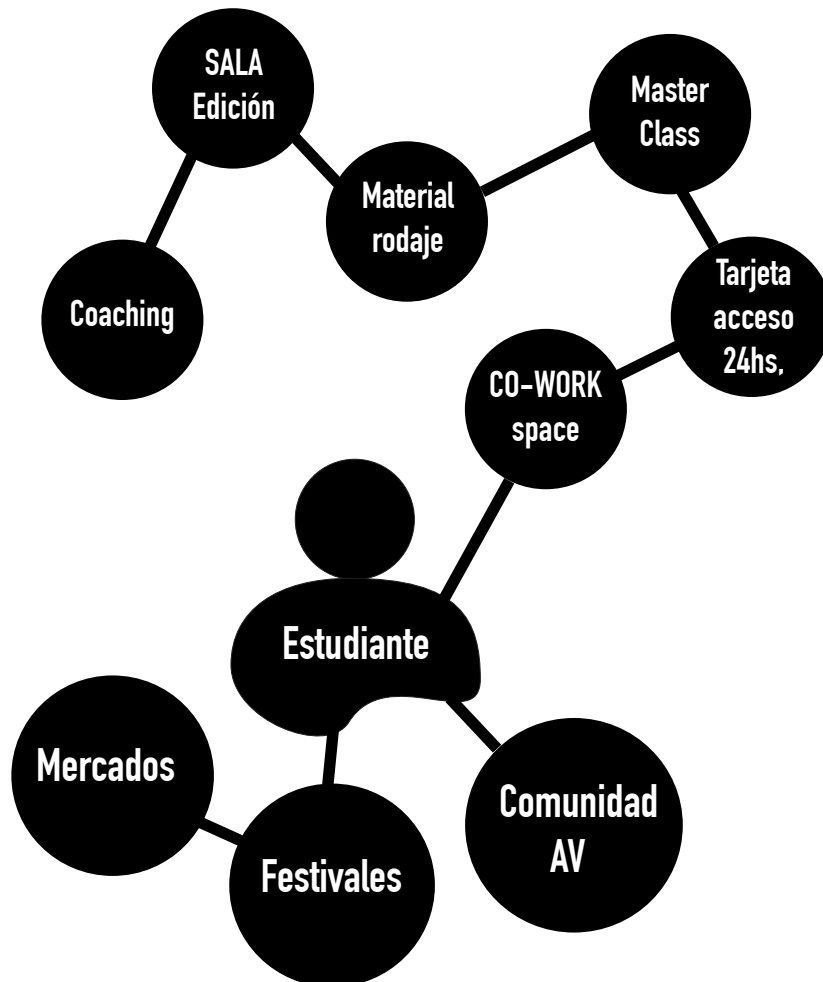 SALA
Edición
Master
Class
Material
rodaje
Coaching
Tarjeta
acceso
24hs,
CO-WORK
space
Estudiante
Mercados
Comunidad
AV
Festivales